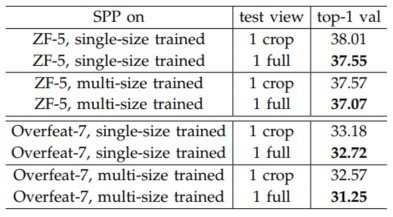 SPP on test view top-1 val
ZF-5, single-size trained 1 crop 38.01
ZF-5, single-size trained 1 full 37.55
ZF-5, multi-size trained 1 crop 37.57
ZF-5, multi-size trained 1 full 37.07
Overfeat-7, single-size trained 1 crop 33.18
Overfeat-7, single-size trained 1 full 32.72
Overfeat-7, multi-size trained 1 crop 32.57
Overfeat-7, multi-size trained 1 full 31.25